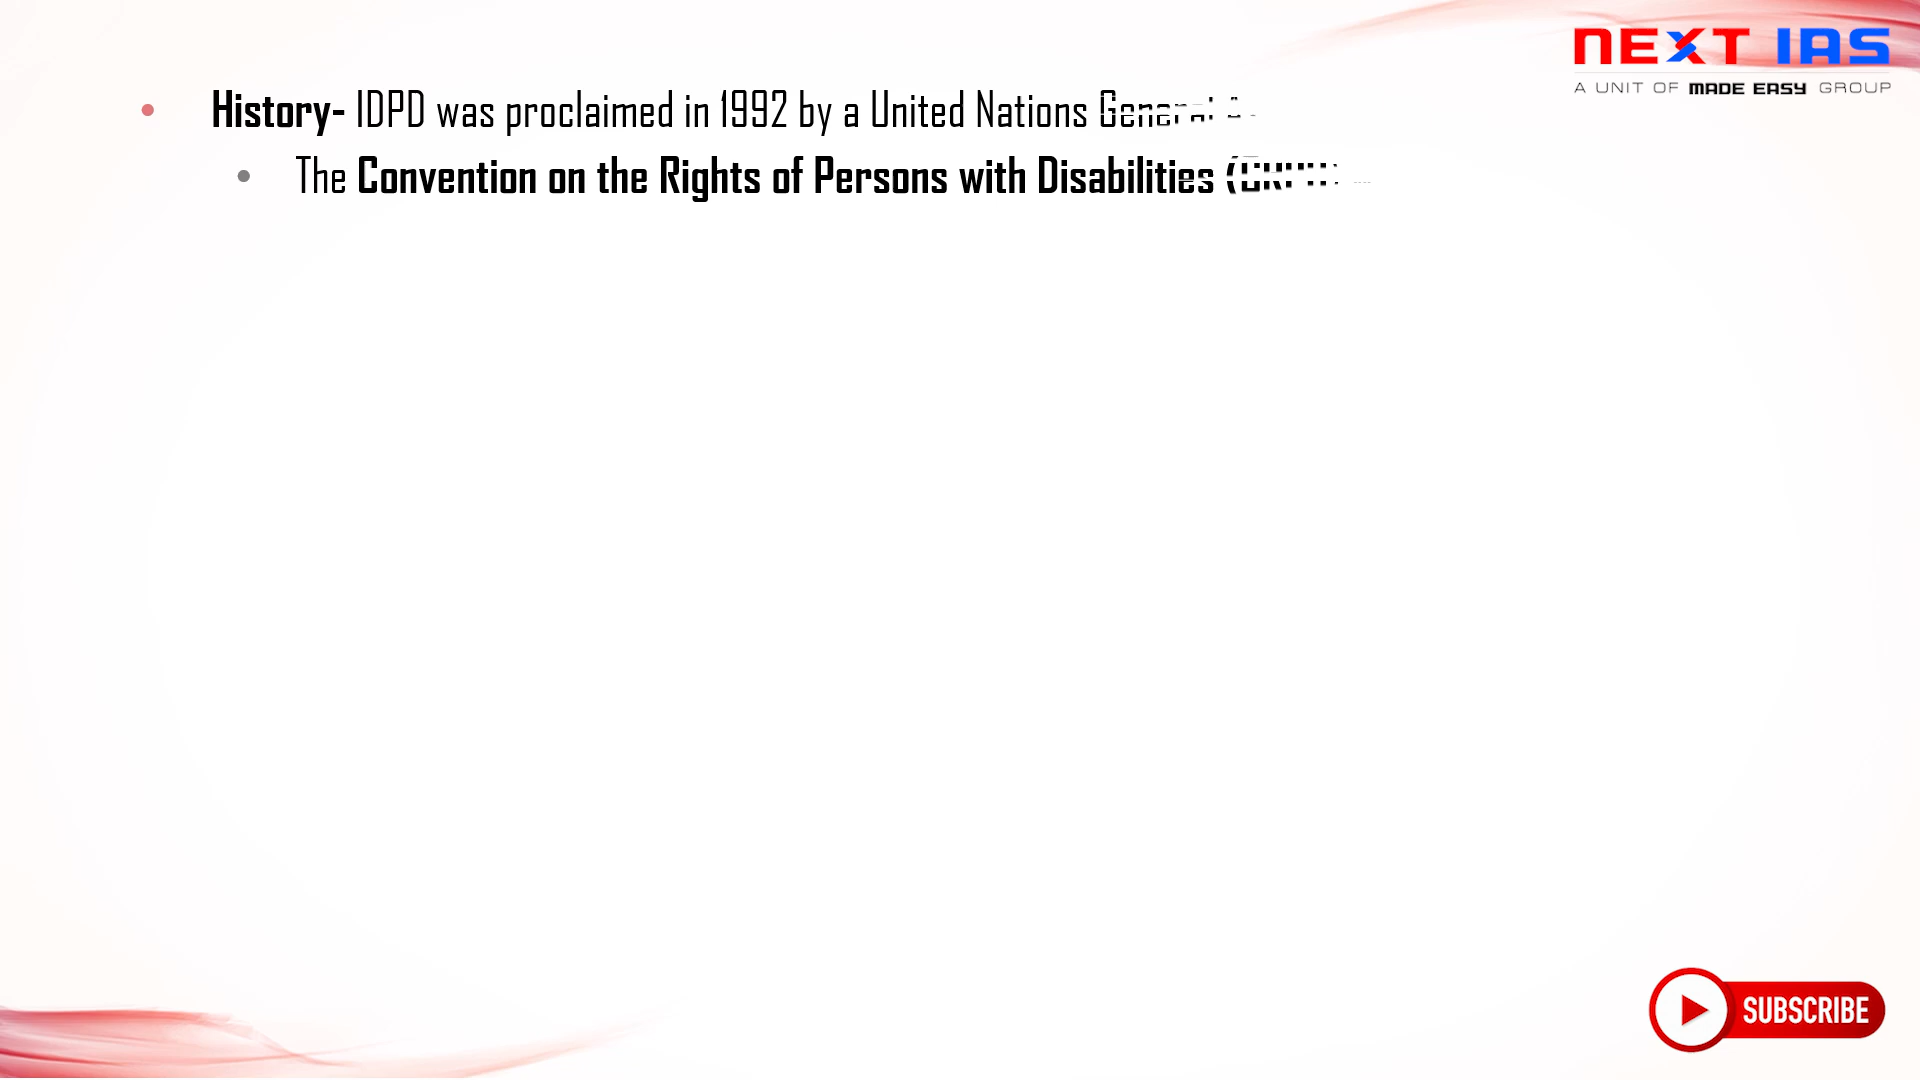 NEXT IAS
A UNIT OF MADE EASY GROUP
History- IDPD was proclaimed in 1992 by a United Nations General
The Convention on the Rights of Persons with Disabilities
SUBSCRIBE